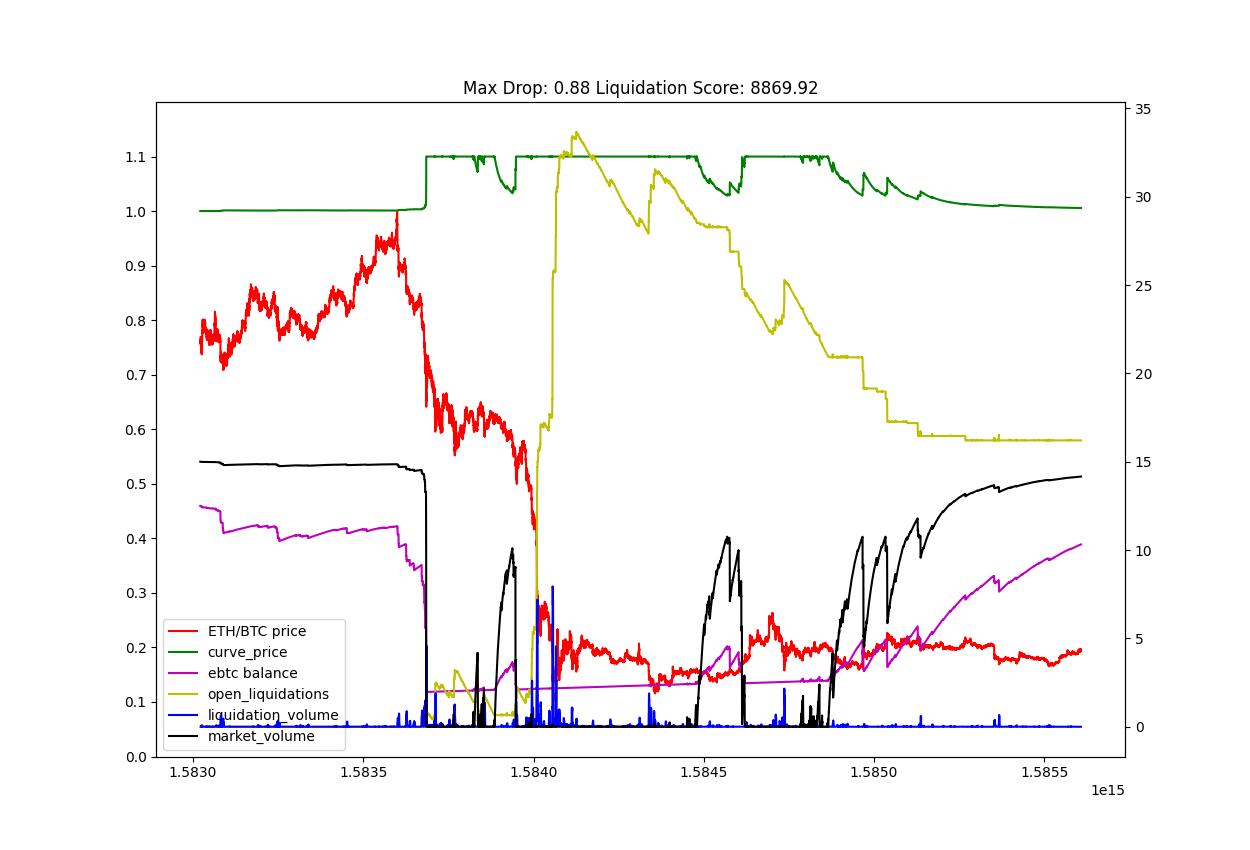 Max Drop: 0.88 Liquidation Score: 8869.92
1.1
1.0
0.9
0.8
0.7
0.6
0.5
0.4
0.3
0.2
0.1
0.0
35
30
25
20
15
10
5
0
ETH/BTC price
curve_price
ebtc balance
open_liquidations
liquidation_volume
market_volume
1.5830 1.5835 1.5840 1.5845 1.5850 1.5855
1e15